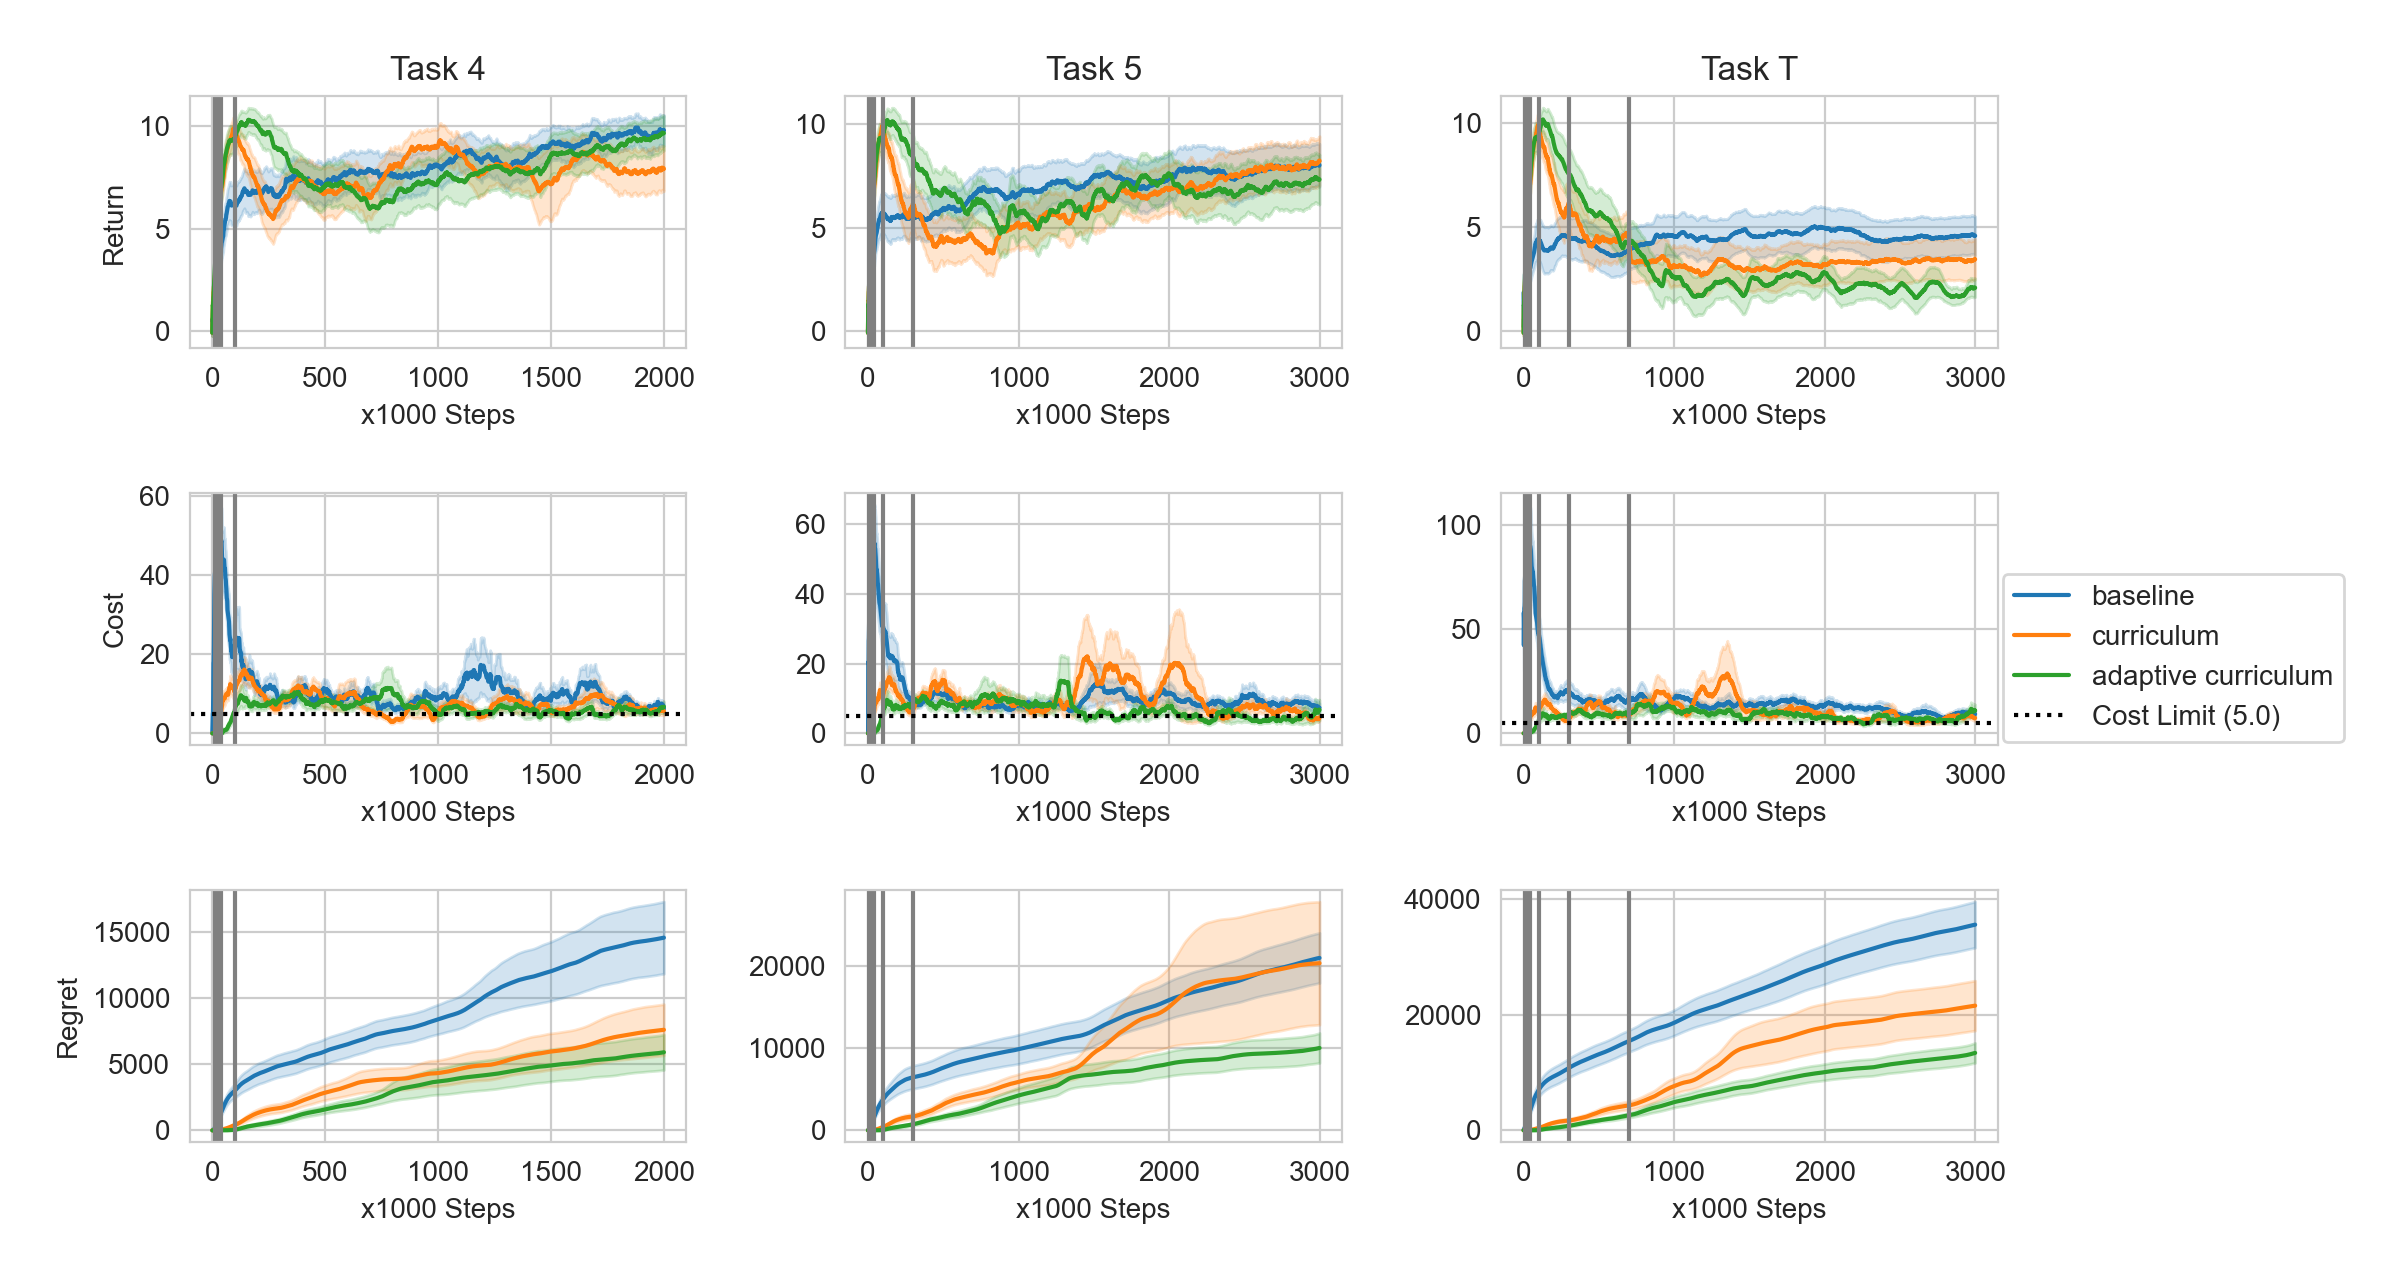 Task 4
Task 5
Task T
Return
10
5
0
0 500 1000 1500 2000
x1000 Steps
10
5
0
0 1000 2000 3000
x1000 Steps
10
5
0
0 1000 2000 3000
x1000 Steps
Cost
60
40
20
0
0 500 1000 1500 2000
x1000 Steps
60
40
20
0
0 1000 2000 3000
x1000 Steps
100
50
0
0 1000 2000 3000
x1000 Steps
baseline
curriculum
adaptive curriculum
Cost Limit (5.0)
Regret
15000
10000
5000
0
0 500 1000 1500 2000
x1000 Steps
20000
10000
0
0 1000 2000 3000
x1000 Steps
40000
20000
0
0 1000 2000 3000
x1000 Steps